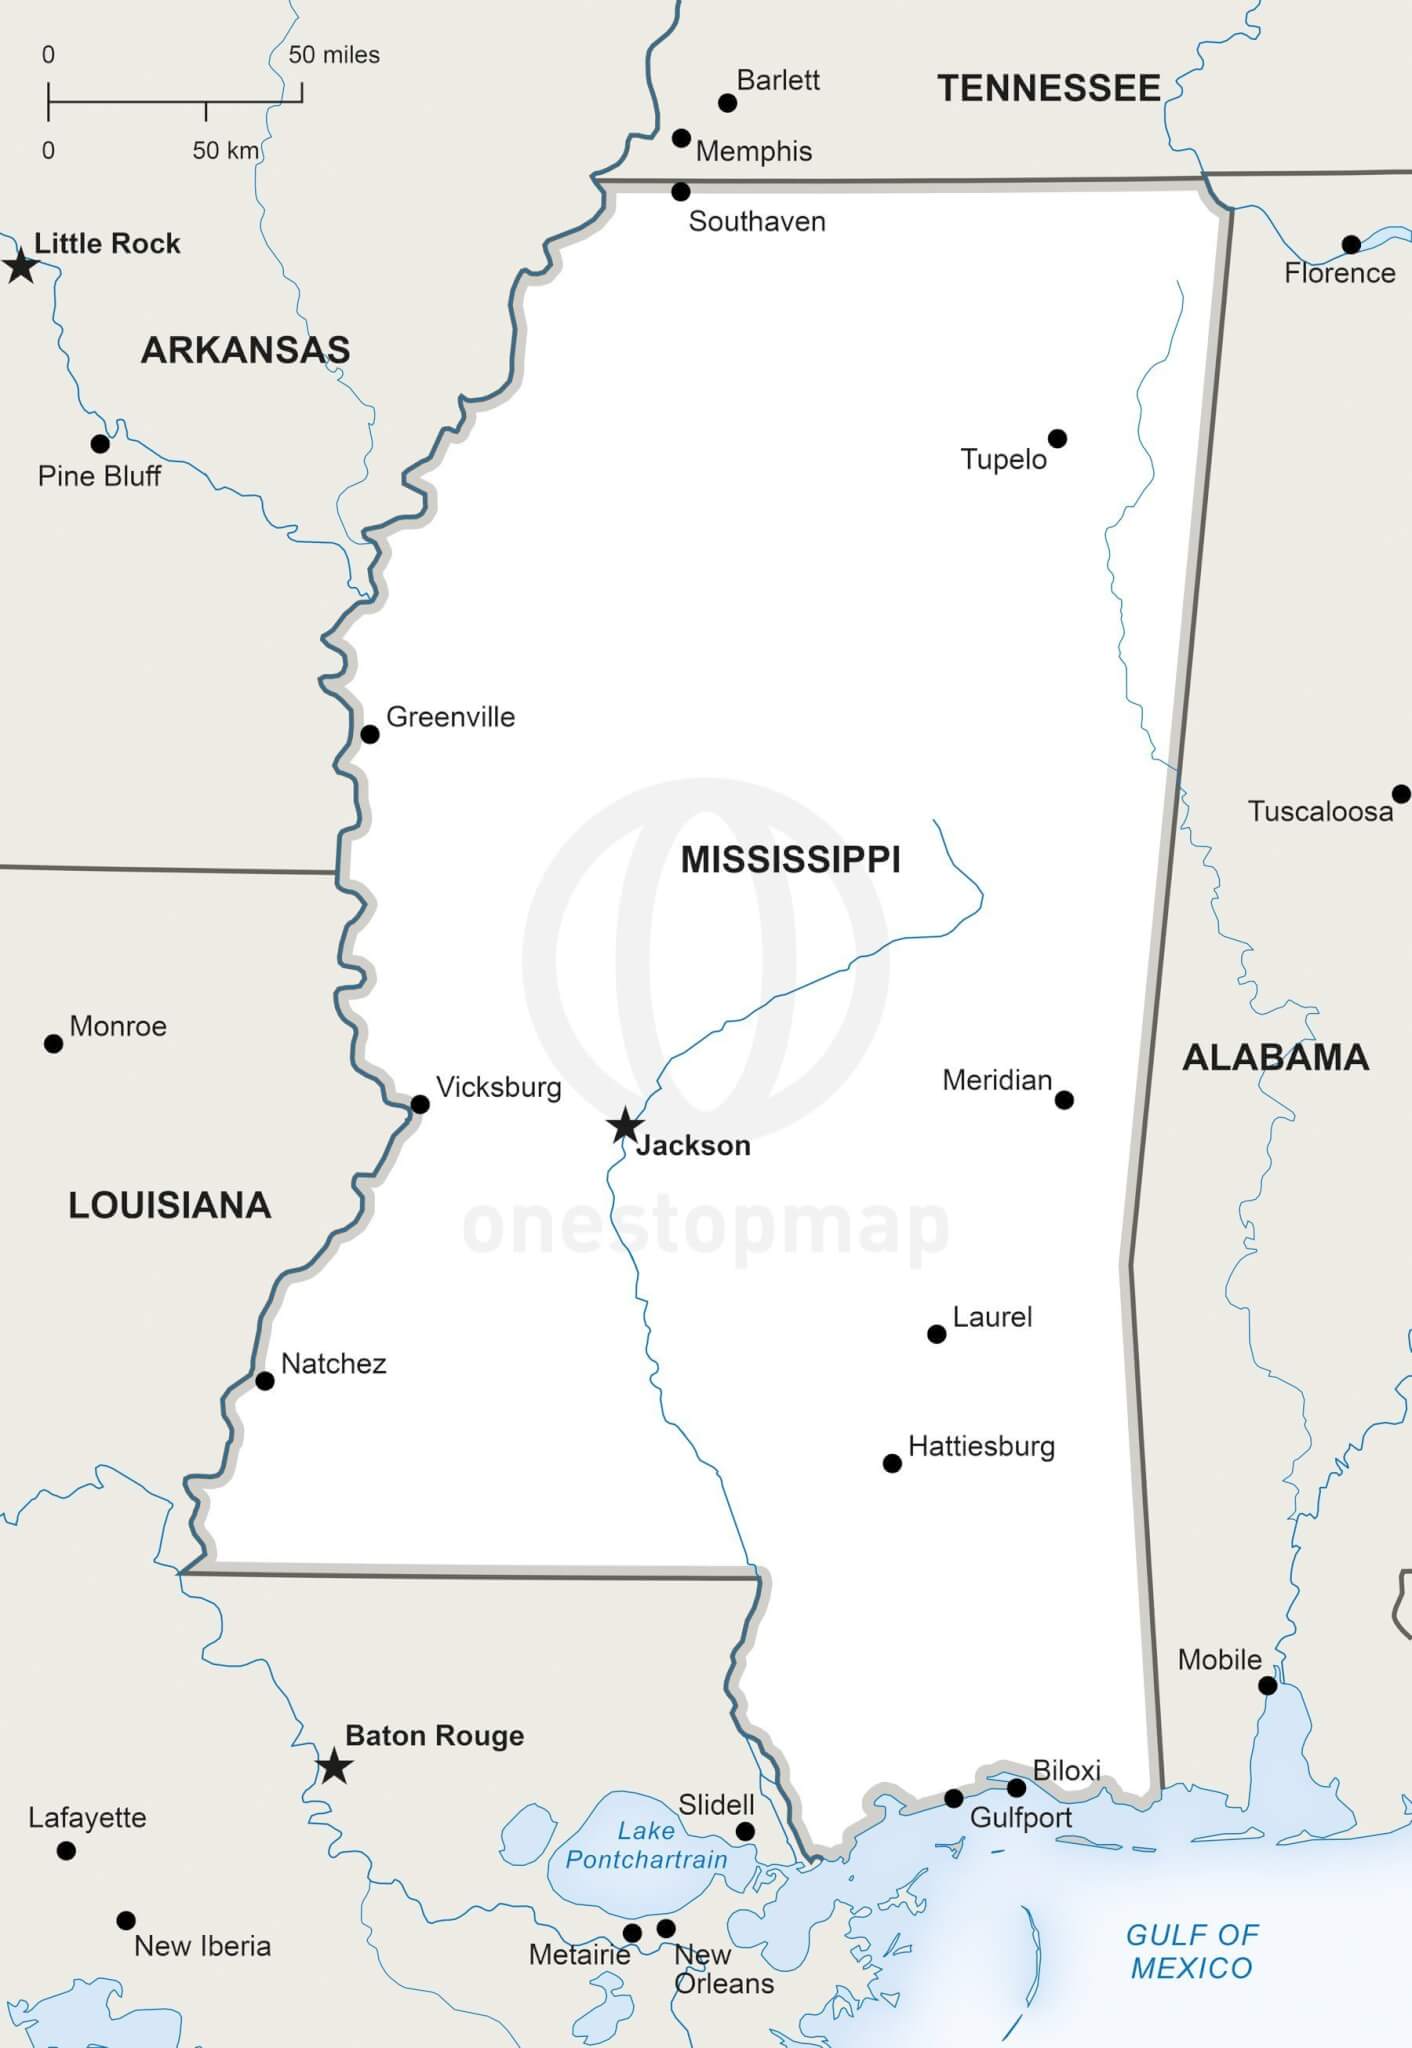 0
50 miles
0
50 km
Barlett
TENNESSEE
Memphis
Southaven
Little Rock
Florence
ARKANSAS
Tupelo
Pine Bluff
Greenville
Tuscaloosa
MISSISSIPPI
Monroe
ALABAMA
Meridian
Vicksburg
Jackson
LOUISIANA
onestopmap
Laurel
Natchez
Hattiesburg
Mobile
Baton Rouge
Biloxi
Slidell
Gulfport
Lafayette
Lake
Pontchartrain
New Iberia
Metairie
New
Orleans
GULF OF
MEXICO